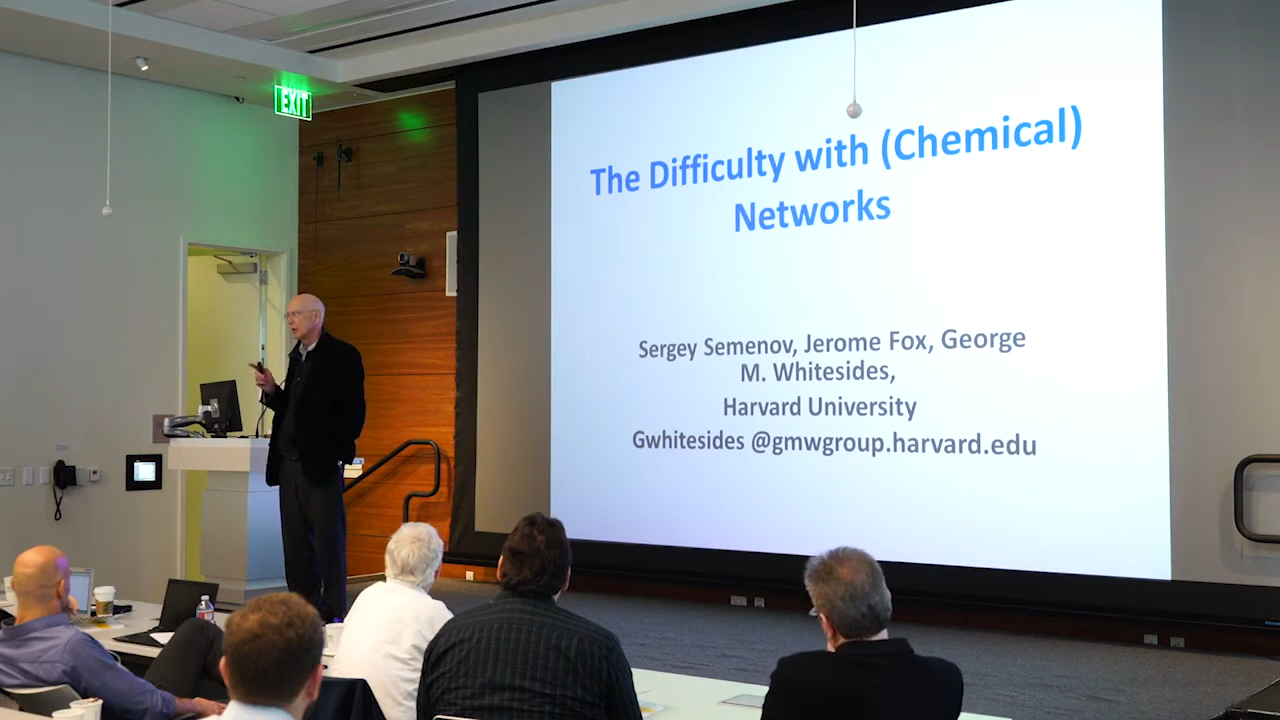 EXIT
The Difficulty with (Chemical)
Networks
Sergey Semenov, Jerome Fox, George
M. Whitesides,
Harvard University
Gwhitesides @gmwgroup.harvard.edu